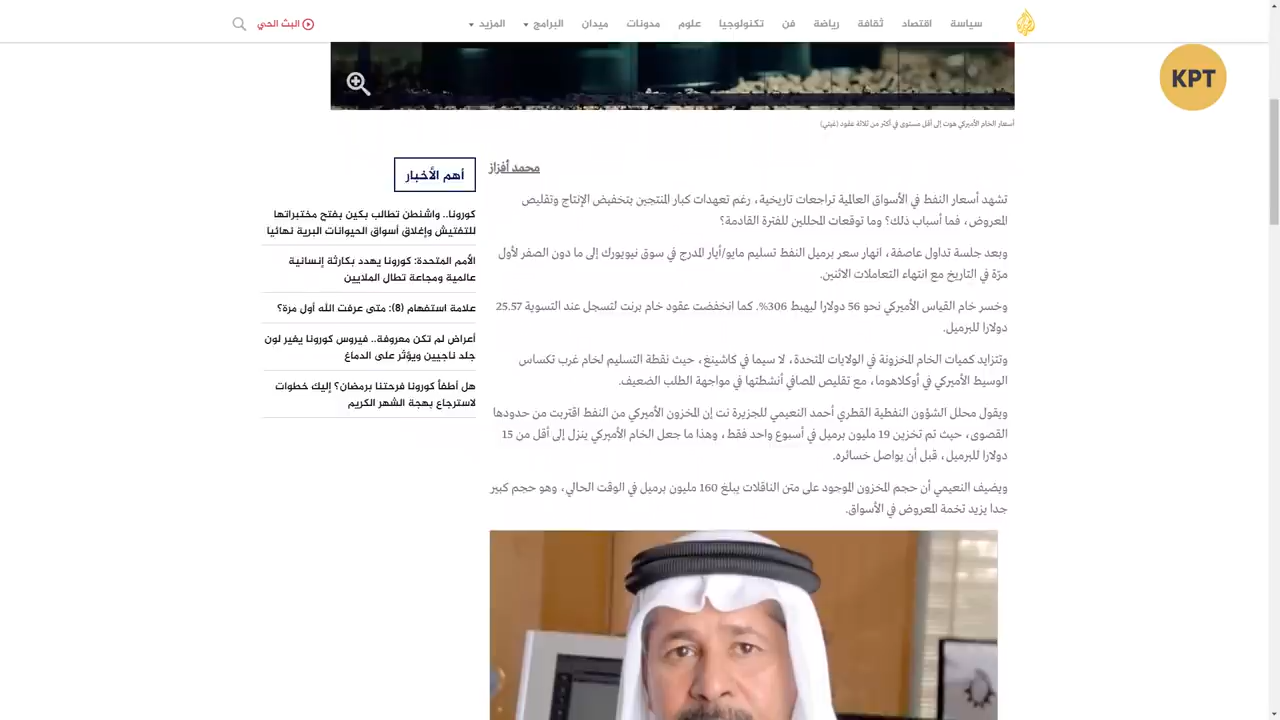 سياسة
اقتصاد
ثقافة
رياضة
فن
تكنولوجيا
علوم
مدونات
ميدان
البرامج
المزيد
البث الحي
KPT
أسعار الخام الأميركي هوت إلى أقل مستوى في أكثر من ثلاثة عقود (غيتي)
محمد أفزاز
تشهد أسعار النفط في الأسواق العالمية تراجعات تاريخية، رغم تعهدات كبار المنتجين بتخفيض الإنتاج وتقليص
المعروض، فما أسباب ذلك؟ وما توقعات المحللين للفترة القادمة؟
وبعد جلسة تداول عاصفة، انهار سعر برميل النفط تسليم مايو/أيار المدرج في سوق نيويورك إلى ما دون الصفر لأول
مرّة في التاريخ مع انتهاء التعاملات الاثنين.
وخسر خام القياس الأميركي نحو 56 دولارا ليهبط 306%. كما انخفضت عقود خام برنت لتسجل عند التسوية 25.57
دولارا للبرميل.
وتتزايد كميات الخام المخزونة في الولايات المتحدة، لا سيما في كاشينغ، حيث نقطة التسليم لخام غرب تكساس
الوسيط الأميركي في أوكلاهوما، مع تقليص المصافي أنشطتها في مواجهة الطلب الضعيف.
ويقول محلل الشؤون النفطية القطري أحمد النعيمي للجزيرة نت إن المخزون الأميركي من النفط اقتربت من حدودها
القصوى، حيث تم تخزين 19 مليون برميل في أسبوع واحد فقط، وهذا ما جعل الخام الأميركي ينزل إلى أقل من 15
دولارا للبرميل، قبل أن يواصل خسائره.
ويضيف النعيمي أن حجم المخزون الموجود على متن الناقلات يبلغ 160 مليون برميل في الوقت الحالي، وهو حجم كبير
جدا يزيد تخمة المعروض في الأسواق.
أهم الأخبار
كورونا.. واشنطن تطالب بكين بفتح مختبراتها
للتفتيش وإغلاق أسواق الحيوانات البرية نهائيا
الأمم المتحدة: كورونا يهدد بكارثة إنسانية
عالمية ومجاعة تطال الملايين
علامة استفهام (8): متى عرفت الله أول مرة؟
أعراض لم تكن معروفة.. فيروس كورونا يغير لون
جلد ناجيين ويؤثر على الدماغ
هل أطفأ كورونا فرحتنا برمضان؟ إليك خطوات
لاسترجاع بهجة الشهر الكريم